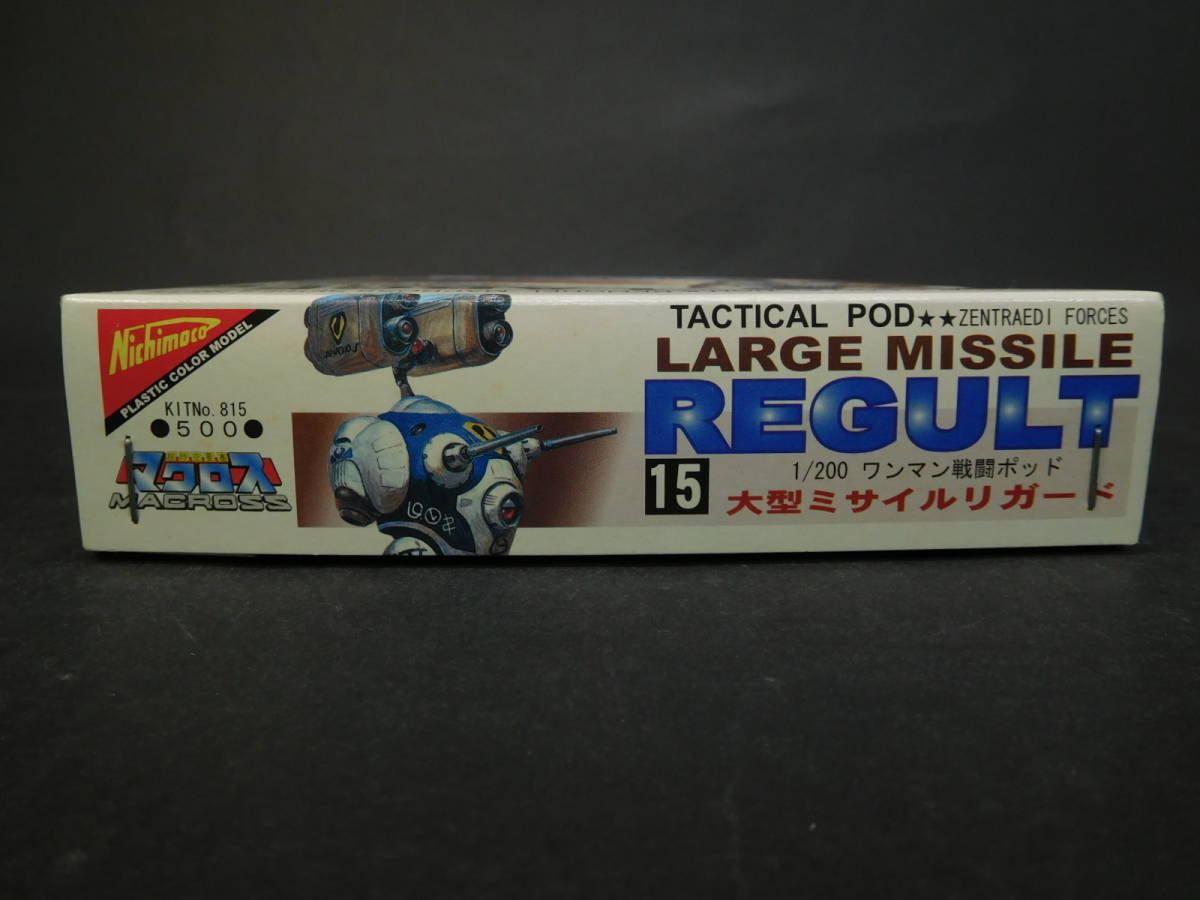 Nichimoco
PLASTIC COLOR MODEL
KITNo. 815
●500●
マクロス
MACROSS
TACTICAL POD★★ZENTRAEDI FORCES
LARGE MISSILE
REGULT
15
1/200 ワンマン戦闘ポッド
大型ミサイルリガード